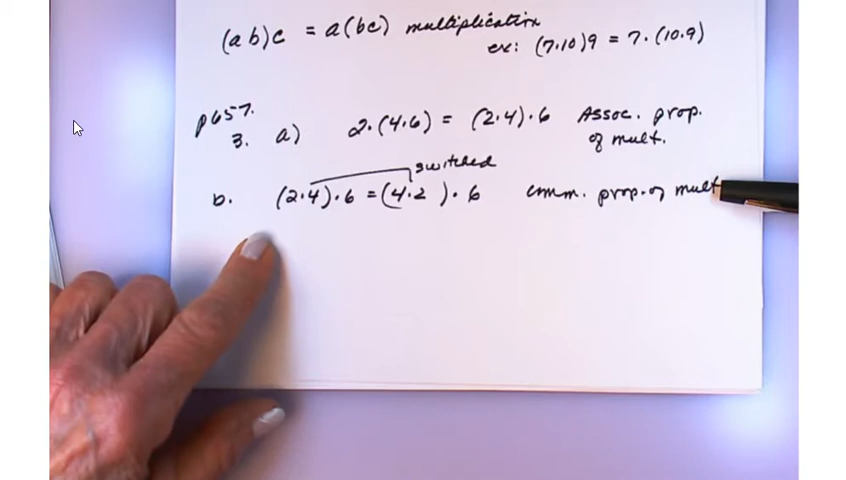 (ab)c = a(bc) multiplication
ex: (7.10)9 = 7.(10.9)
p657.
3. a) 2.(4.6) = (2.4).6 Assoc. prop.
of mult.
switched
b. (2.4).6 = (4.2).6 comm. prop. of mult